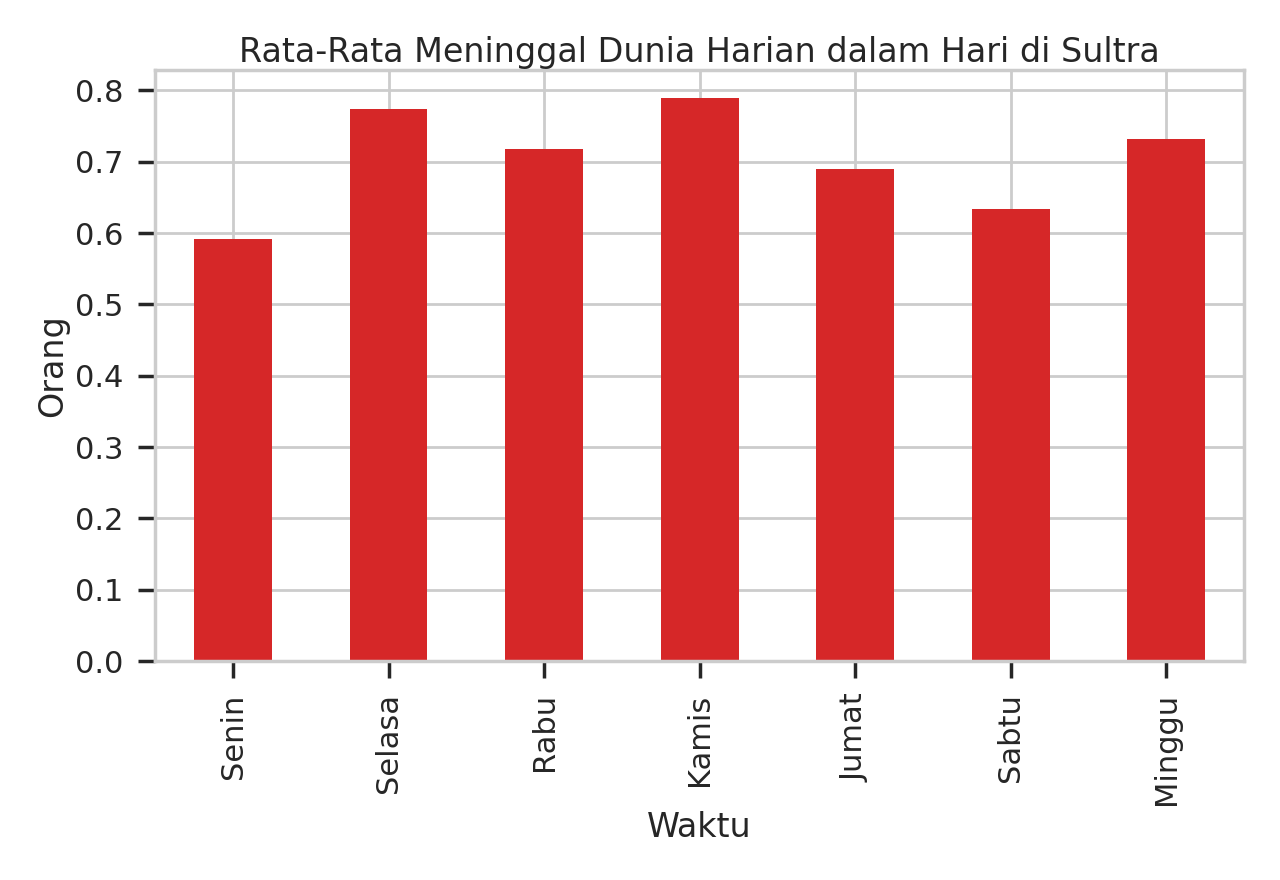 Rata-Rata Meninggal Dunia Harian dalam Hari di Sultra
0.8
0.7
0.6
0.5
0.4
0.3
0.2
0.1
0.0
Orang
Senin
Selasa
Rabu
Kamis
Jumat
Sabtu
Minggu
Waktu